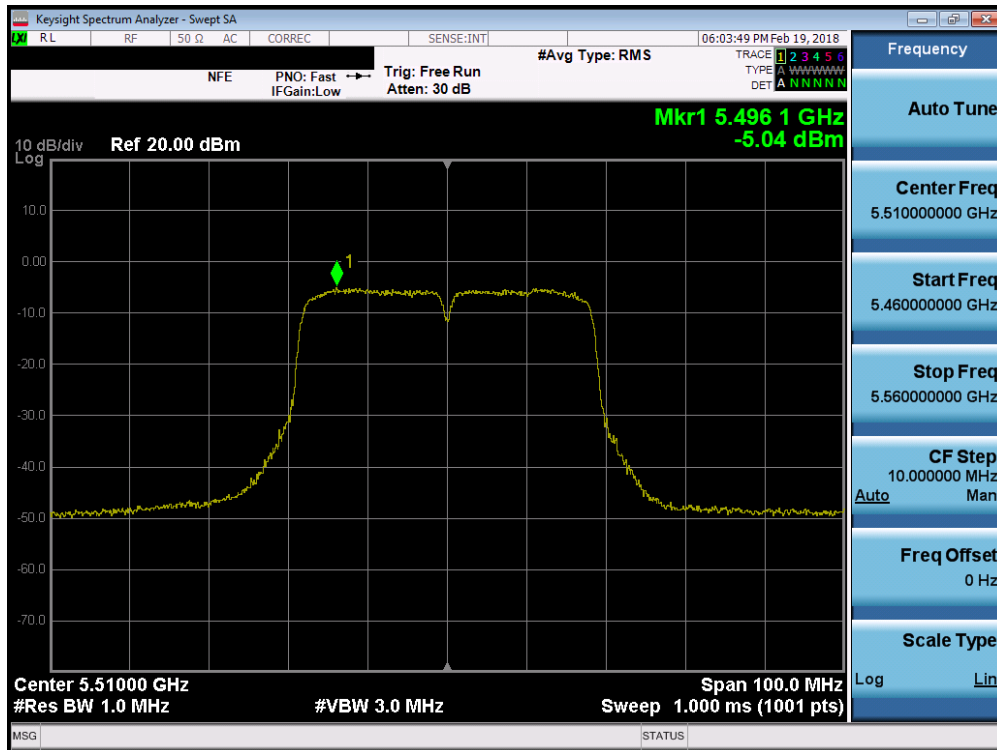 Keysight Spectrum Analyzer - Swept SA
LXI RL RF 50 Ω AC CORREC SENSE:INT 06:03:49 PM Feb 19, 2018
NFE PNO: Fast Trig: Free Run #Avg Type: RMS TRACE 1 2 3 4 5 6
IFGain:Low Atten: 30 dB TYPE A WWWWW
DET A N N N N N
Mkr1 5.496 1 GHz
-5.04 dBm
10 dB/div Ref 20.00 dBm
Log
10.0
0.00
-10.0
-20.0
-30.0
-40.0
-50.0
-60.0
-70.0
1
Center 5.51000 GHz Span 100.0 MHz
#Res BW 1.0 MHz #VBW 3.0 MHz Sweep 1.000 ms (1001 pts)
MSG STATUS
Frequency
Auto Tune
Center Freq
5.510000000 GHz
Start Freq
5.460000000 GHz
Stop Freq
5.560000000 GHz
CF Step
10.000000 MHz
Auto Man
Freq Offset
0 Hz
Scale Type
Log Lin